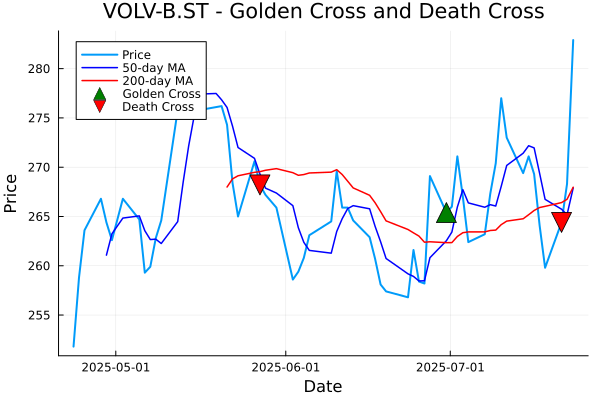 VOLV-B.ST - Golden Cross and Death Cross
Price
50-day MA
200-day MA
Golden Cross
Death Cross
280
275
270
265
260
255
Price
2025-05-01
2025-06-01
2025-07-01
Date